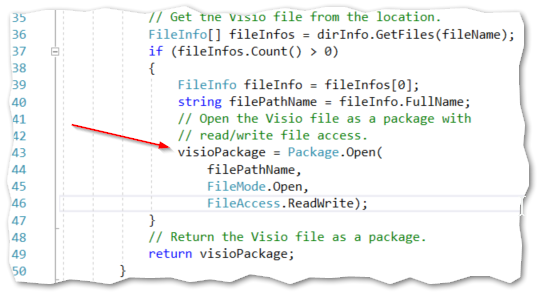 35 // Get the Visio file from the location.
36 FileInfo[] fileInfos = dirInfo.GetFiles(fileName);
37 if (fileInfos.Count() > 0)
38 {
39 FileInfo fileInfo = fileInfos[0];
40 string filePathName = fileInfo.FullName;
41 // Open the Visio file as a package with
42 // read/write file access.
43 visioPackage = Package.Open(
44 filePathName,
45 FileMode.Open,
46 FileAccess.ReadWrite);
47 }
48 // Return the Visio file as a package.
49 return visioPackage;
50 }